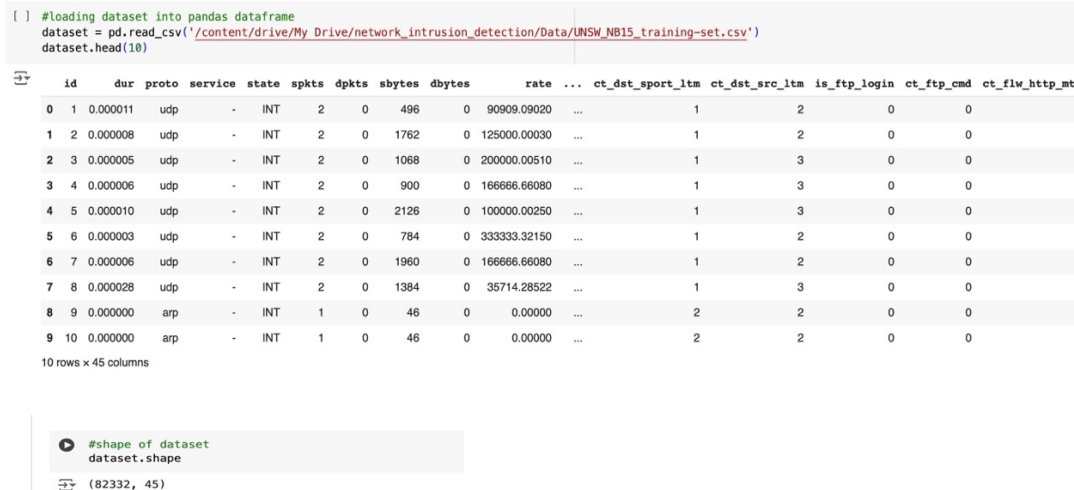 [ ] #loading dataset into pandas dataframe
dataset = pd.read_csv('/content/drive/My Drive/network_intrusion_detection/Data/UNSW_NB15_training-set.csv')
dataset.head(10)
id dur proto service state spkts dpkts sbytes dbytes rate ... ct_dst_sport_ltm ct_dst_src_ltm is_ftp_login ct_ftp_cmd ct_flw_http_mt
0 1 0.000011 udp - INT 2 0 496 0 90909.09020 ... 1 2 0 0
1 2 0.000008 udp - INT 2 0 1762 0 125000.00030 ... 1 2 0 0
2 3 0.000005 udp - INT 2 0 1068 0 200000.00510 ... 1 3 0 0
3 4 0.000006 udp - INT 2 0 900 0 166666.66080 ... 1 3 0 0
4 5 0.000010 udp - INT 2 0 2126 0 100000.00250 ... 1 3 0 0
5 6 0.000003 udp - INT 2 0 784 0 333333.32150 ... 1 2 0 0
6 7 0.000006 udp - INT 2 0 1960 0 166666.66080 ... 1 2 0 0
7 8 0.000028 udp - INT 2 0 1384 0 35714.28522 ... 1 3 0 0
8 9 0.000000 arp - INT 1 0 46 0 0.00000 ... 2 2 0 0
9 10 0.000000 arp - INT 1 0 46 0 0.00000 ... 2 2 0 0
10 rows × 45 columns
#shape of dataset
dataset.shape
(82332, 45)